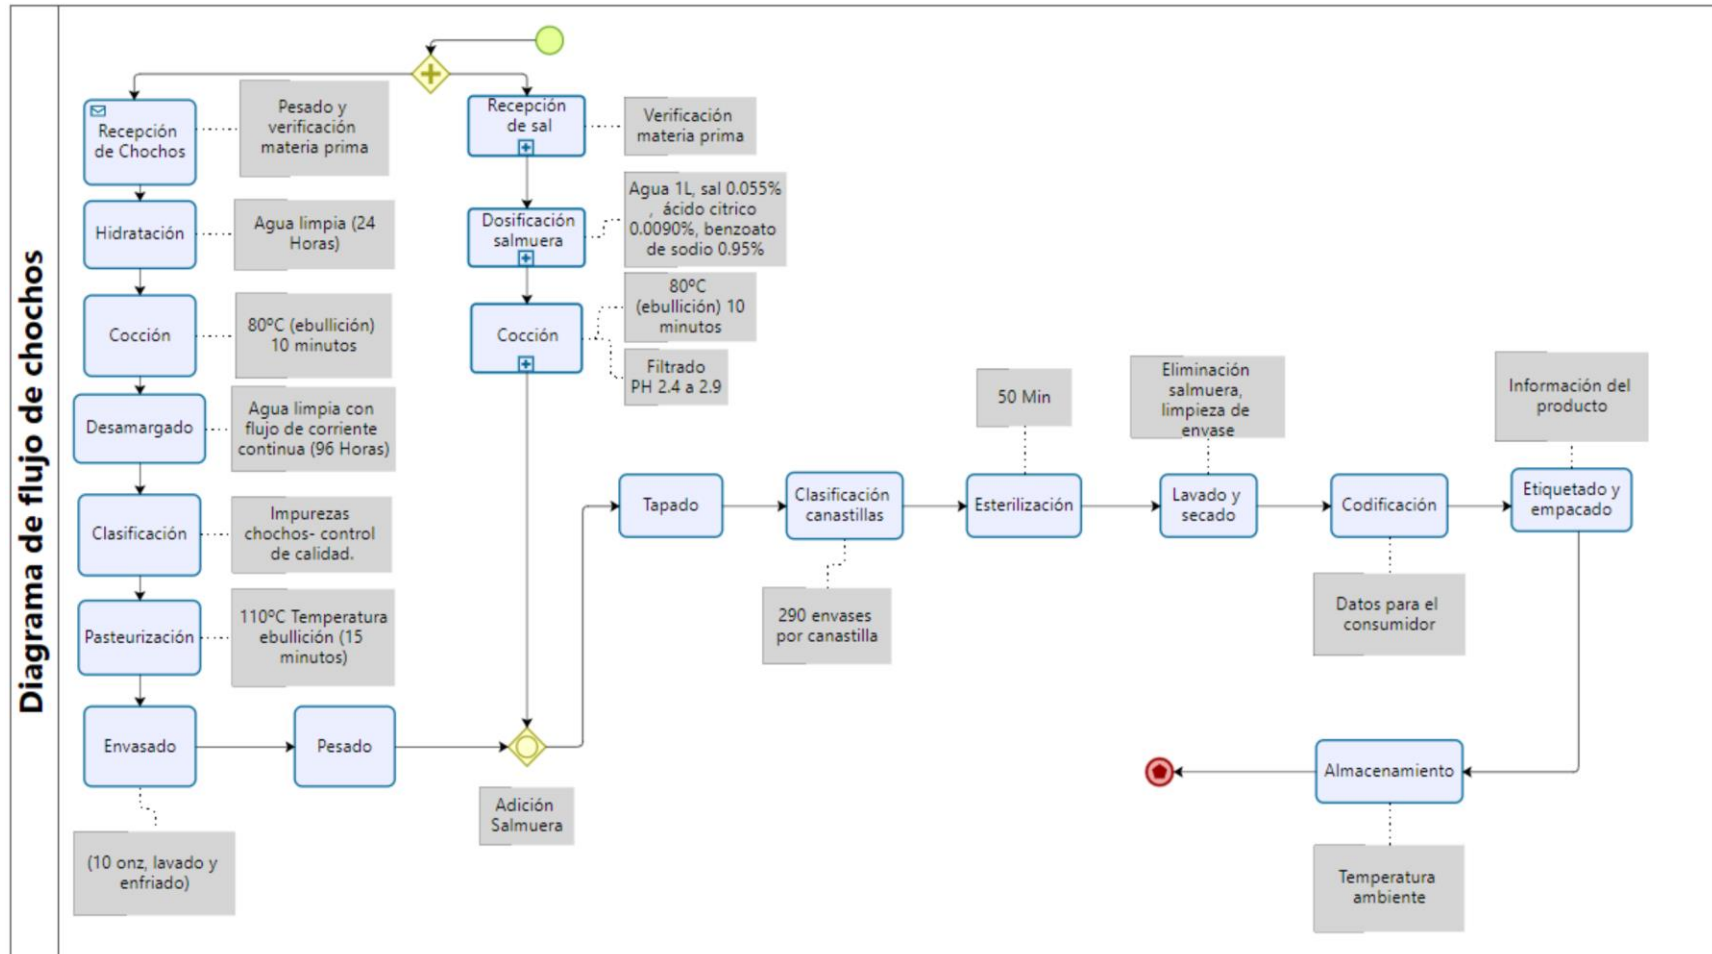 Diagrama de flujo de chochos
Recepción
de Chochos
Pesado y
verificación
materia prima
Hidratación
Agua limpia (24
Horas)
Cocción
80ºC (ebullición)
10 minutos
Desamargado
Agua limpia con
flujo de corriente
continua (96 Horas)
Clasificación
Impurezas
chochos- control
de calidad.
Pasteurización
110ºC Temperatura
ebullición (15
minutos)
Envasado
(10 onz, lavado y
enfriado)
Pesado
Recepción
de sal
Verificación
materia prima
Dosificación
salmuera
Agua 1L, sal 0.055%
, ácido citrico
0.0090%, benzoato
de sodio 0.95%
Cocción
80ºC
(ebullición) 10
minutos
Filtrado
PH 2.4 a 2.9
Adición
Salmuera
Tapado
Clasificación
canastillas
290 envases
por canastilla
Esterilización
50 Min
Lavado y
secado
Eliminación
salmuera,
limpieza de
envase
Codificación
Datos para el
consumidor
Etiquetado y
empacado
Información del
producto
Almacenamiento
Temperatura
ambiente